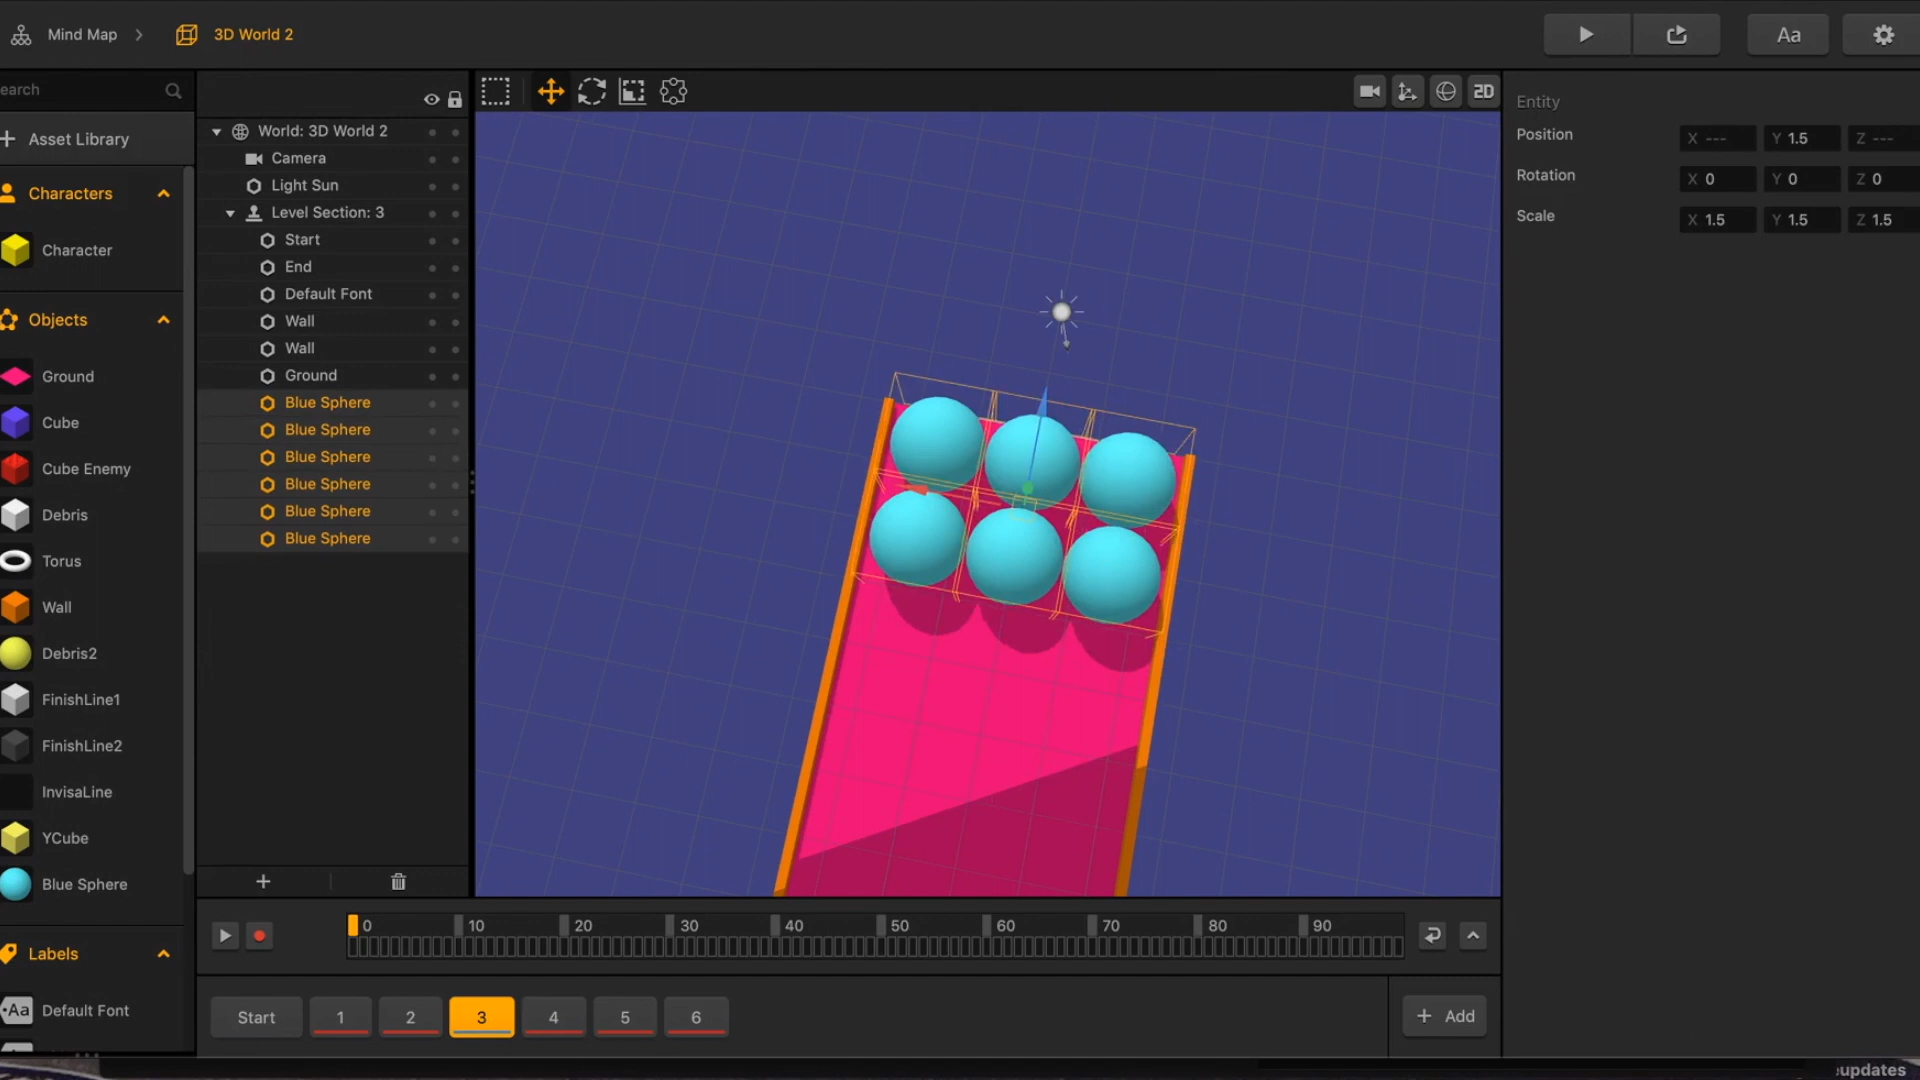 Mind Map
3D World 2
Aa
earch
Asset Library
Characters
Character
Objects
Ground
Cube
Cube Enemy
Debris
Torus
Wall
Debris2
FinishLine1
FinishLine2
InvisaLine
YCube
Blue Sphere
Labels
Aa Default Font
World: 3D World 2
Camera
Light Sun
Level Section: 3
Start
End
Default Font
Wall
Wall
Ground
Blue Sphere
Blue Sphere
Blue Sphere
Blue Sphere
Blue Sphere
Blue Sphere
2D
Entity
Position X --- Y 1.5 Z ---
Rotation X 0 Y 0 Z 0
Scale X 1.5 Y 1.5 Z 1.5
0 10 20 30 40 50 60 70 80 90
Start 1 2 3 4 5 6
+ Add
updates